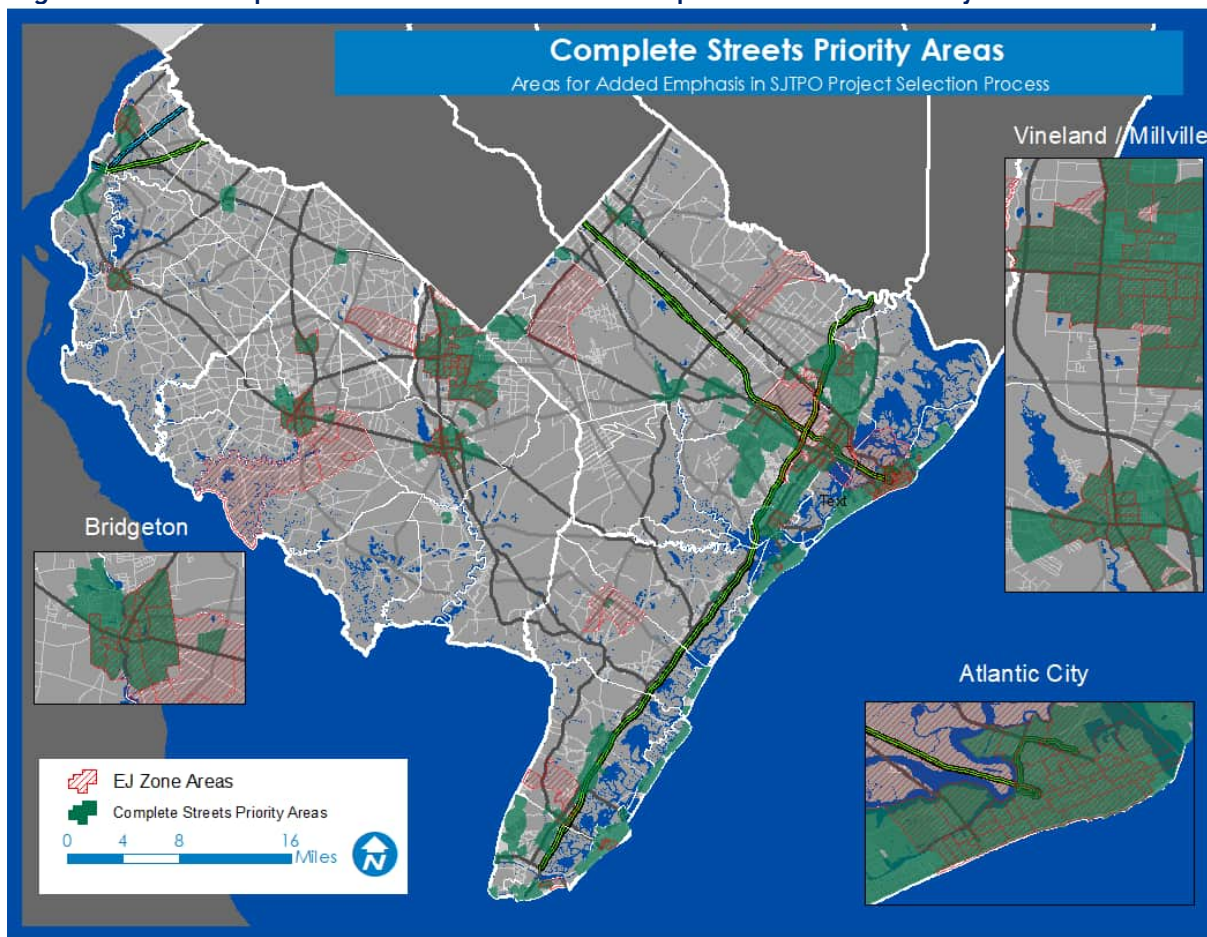 Complete Streets Priority Areas
Areas for Added Emphasis in SJTPO Project Selection Process
Vineland / Millville
Text
Bridgeton
Atlantic City
EJ Zone Areas
Complete Streets Priority Areas
0 4 8 16
Miles
N